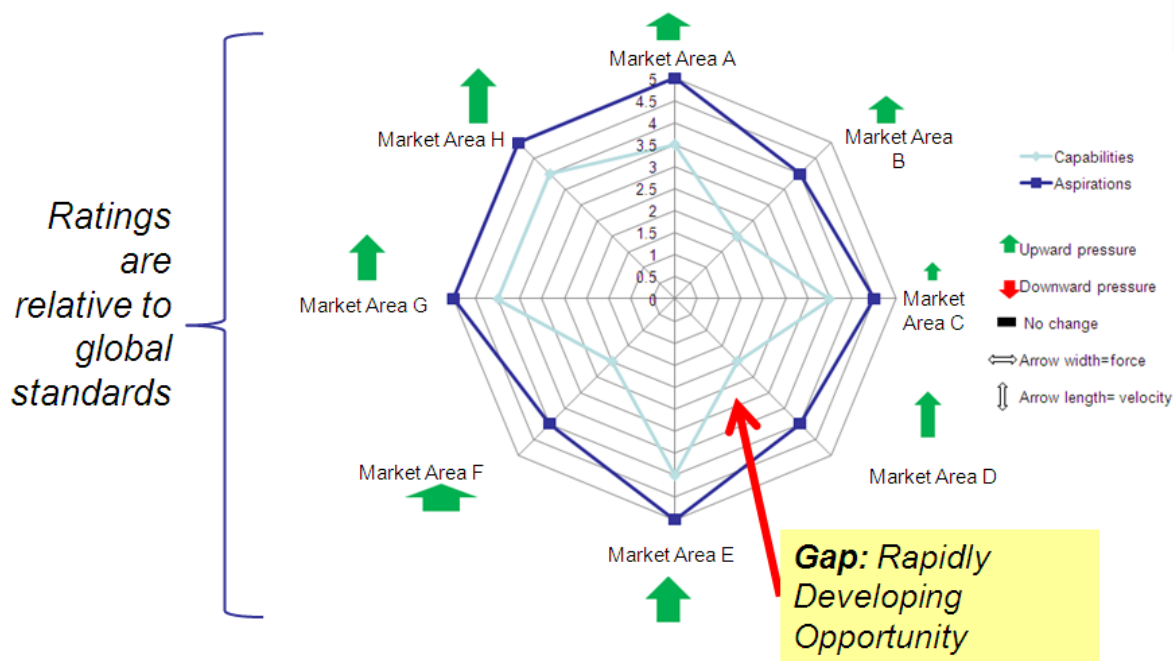 Market Area A
5
4.5
4
3.5
3
2.5
2
1.5
1
0.5
0
Market Area H
Market Area
B
Capabilities
Aspirations
Ratings
are
relative to
global
standards
Upward pressure
Downward pressure
No change
Arrow width=force
Arrow length= velocity
Market Area G
Market
Area C
Market Area F
Market Area D
Market Area E
Gap: Rapidly
Developing
Opportunity